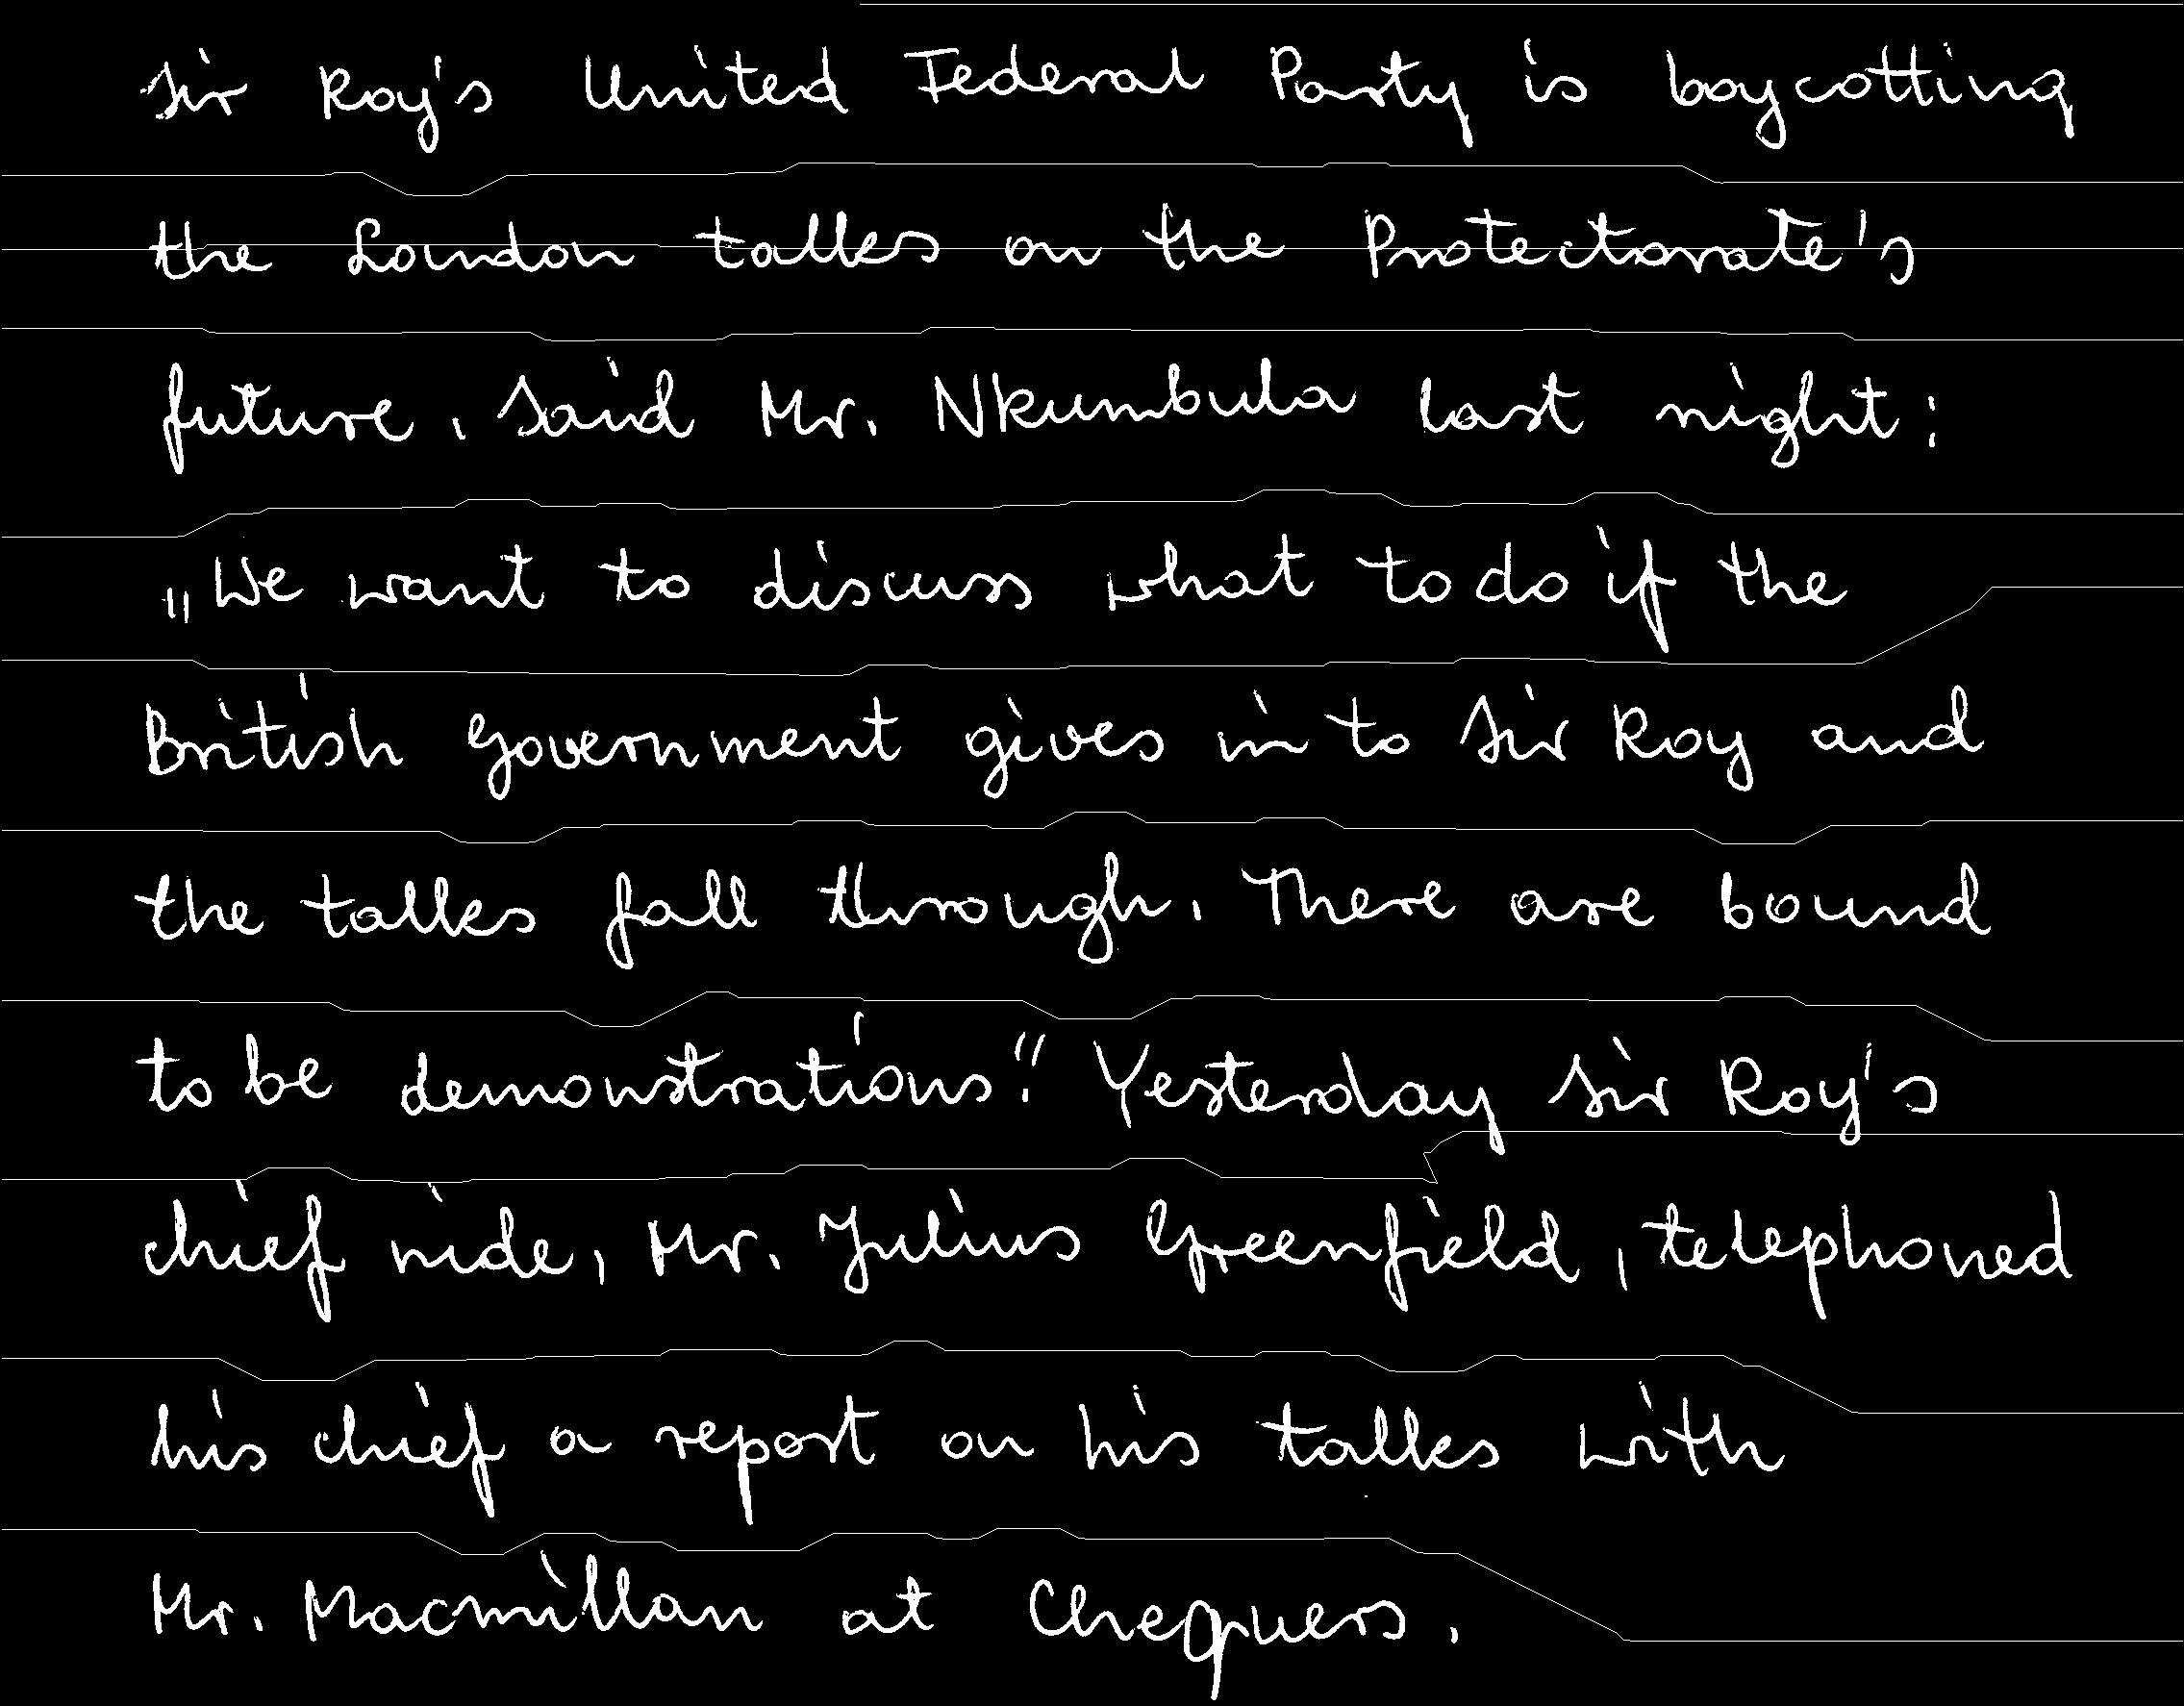 Sir Roy's United Federal Party is boycotting
the London talks on the Protectorate's
future, said Mr. Nkumbula last night:
„We want to discuss what to do if the
British Government gives in to Sir Roy and
the talks fall through. There are bound
to be demonstrations." Yesterday Sir Roy's
chief aide, Mr. Julius Greenfield, telephoned
his chief a report on his talks with
Mr. Macmillan at Chequers.